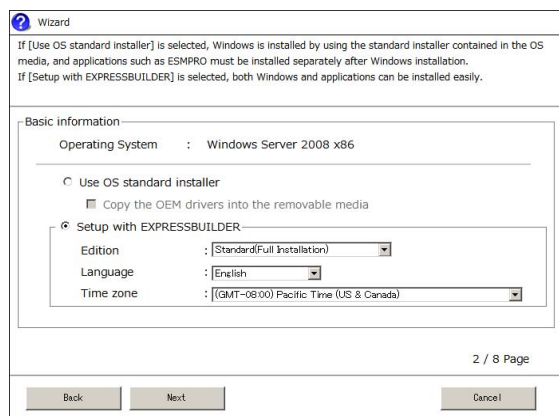 Wizard
If [Use OS standard installer] is selected, Windows is installed by using the standard installer contained in the OS
media, and applications such as ESMPRO must be installed separately after Windows installation.
If [Setup with EXPRESSBUILDER] is selected, both Windows and applications can be installed easily.
Basic information
Operating System : Windows Server 2008 x86
Use OS standard installer
Copy the OEM drivers into the removable media
Setup with EXPRESSBUILDER
Edition : Standard(Full Installation)
Language : English
Time zone : (GMT-08:00) Pacific Time (US & Canada)
2 / 8 Page
Back Next Cancel